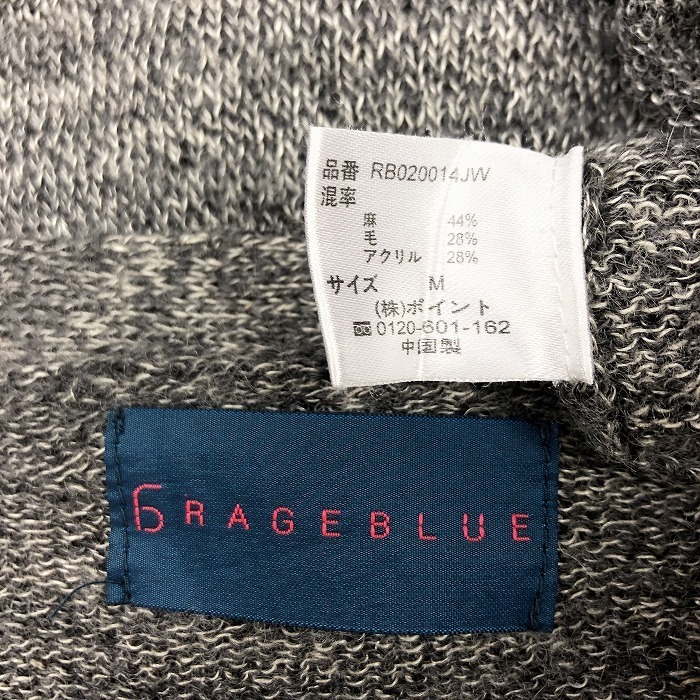 品番 RB020014JW
混率
麻 44%
毛 28%
アクリル 28%
サイズ M
(株)ポイント
0120-601-162
中国製
RAGEBLUE